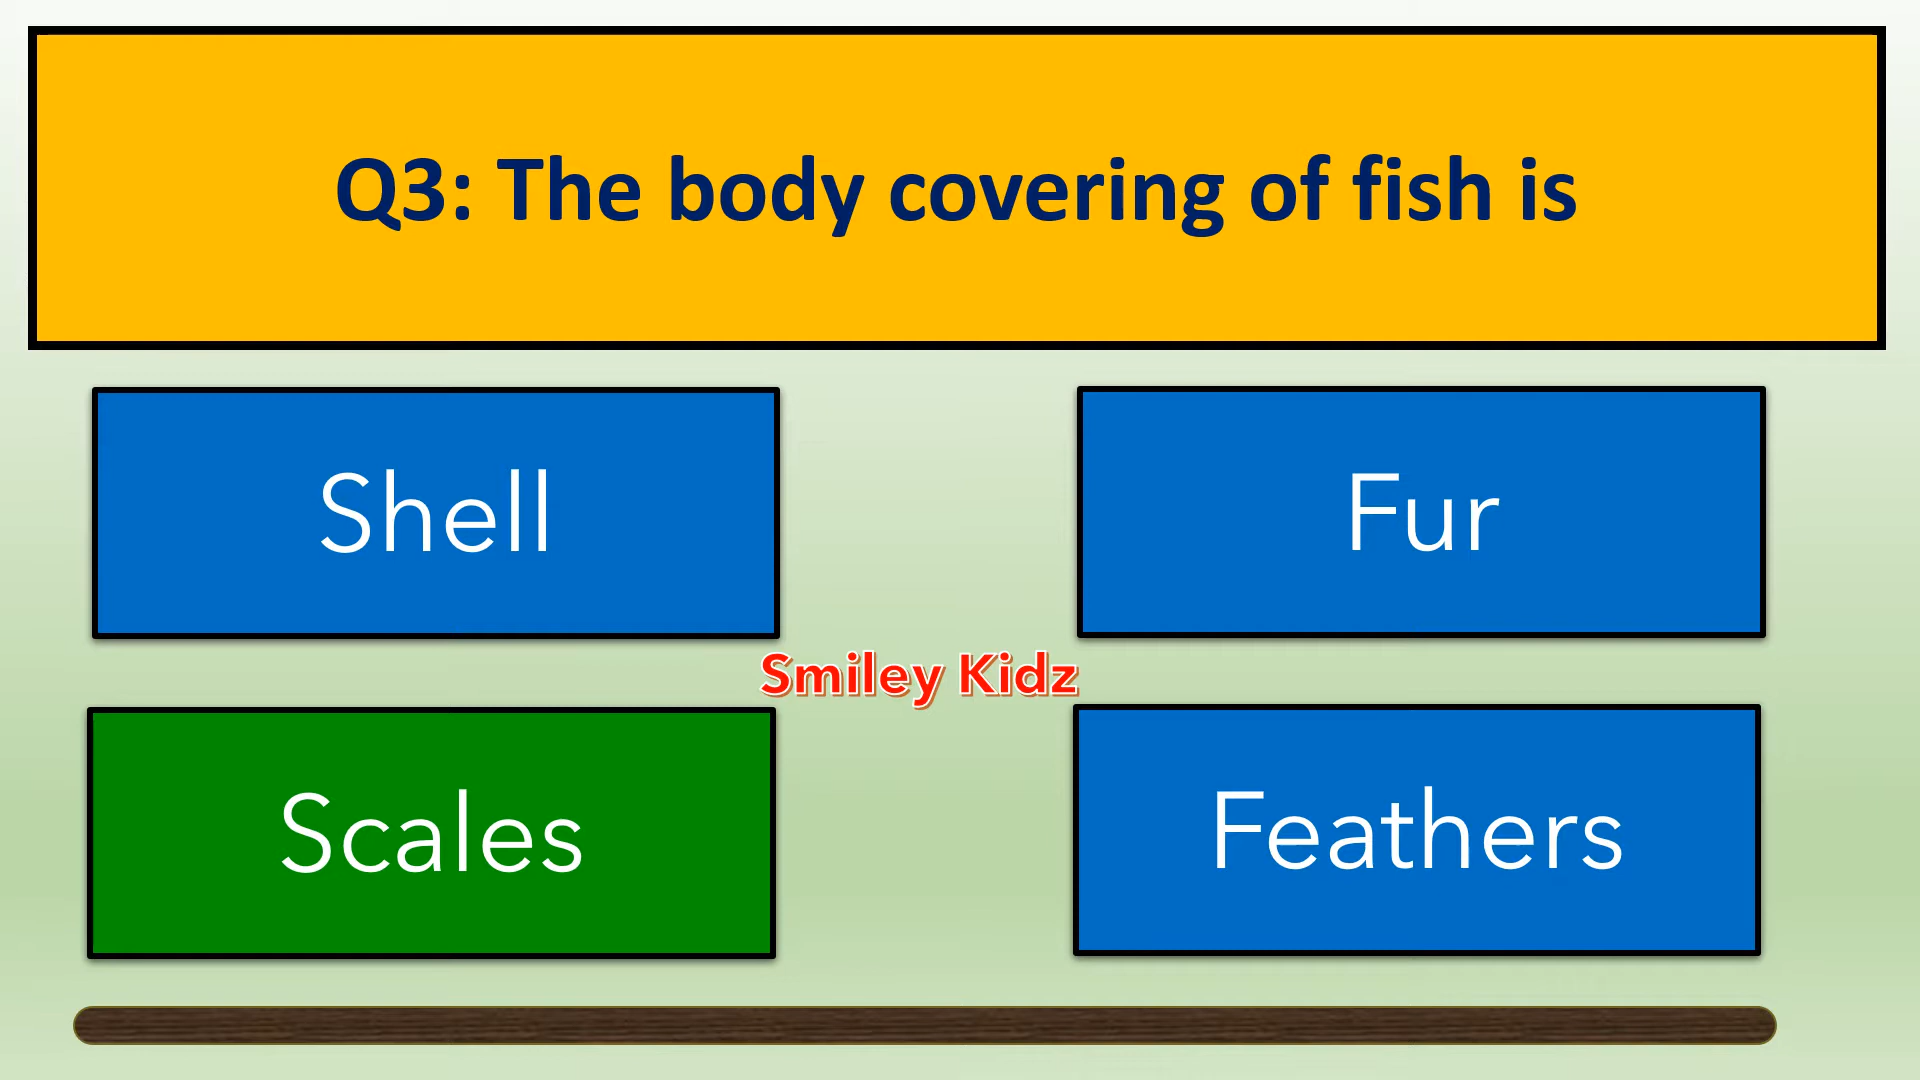 Q3: The body covering of fish is
Shell
Fur
Smiley Kidz
Scales
Feathers